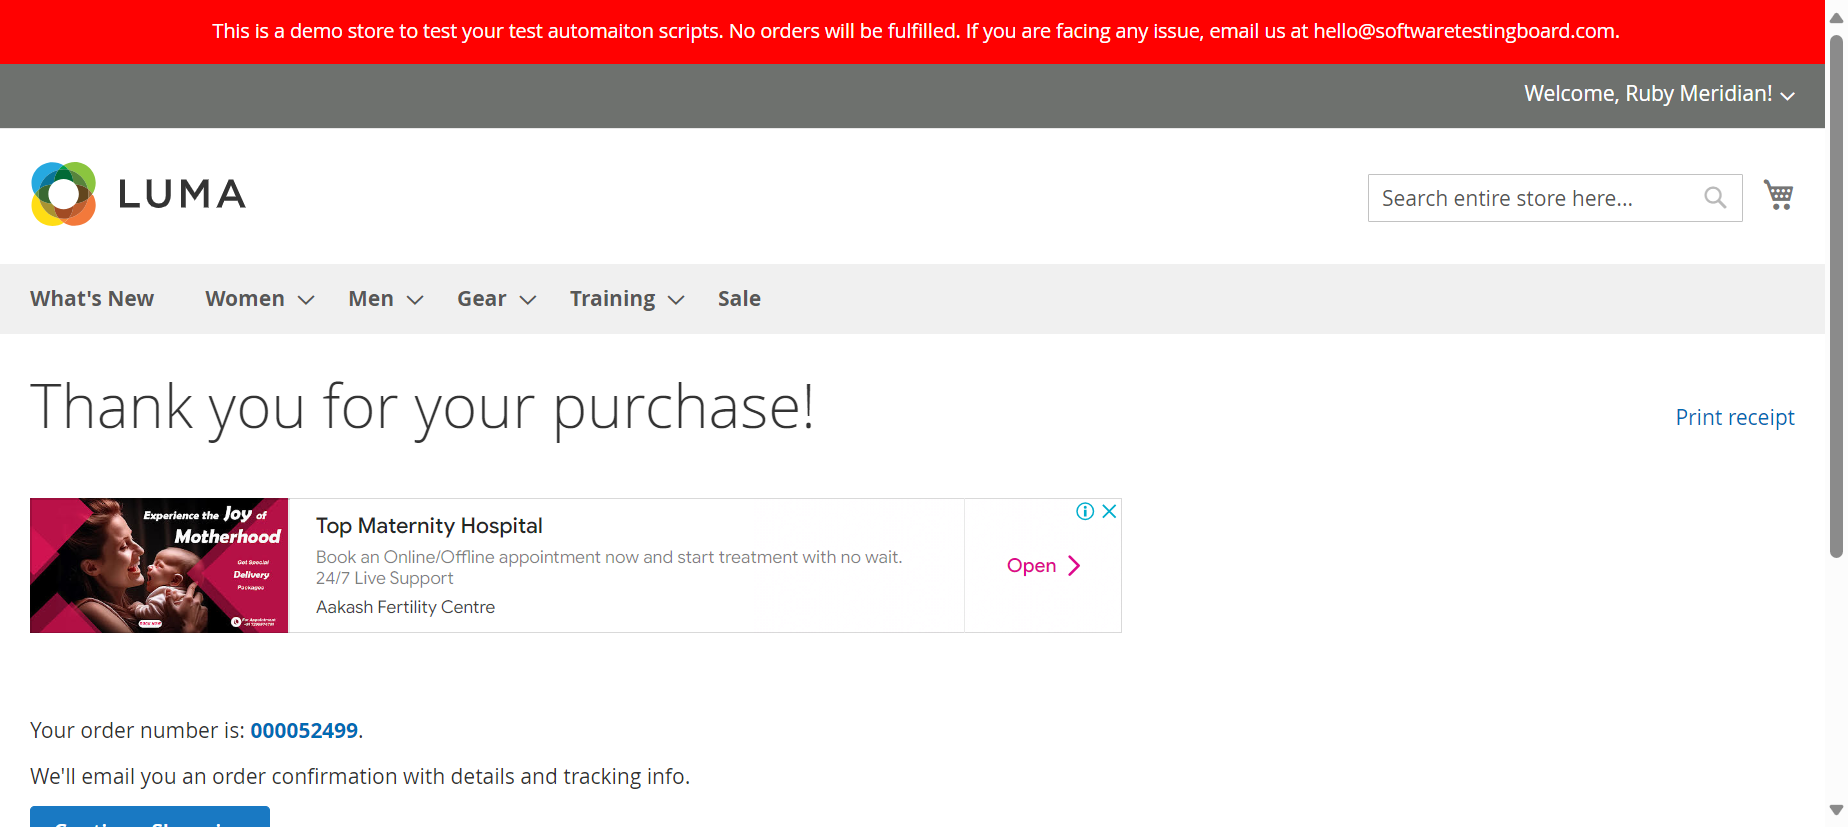 This is a demo store to test your test automaiton scripts. No orders will be fulfilled. If you are facing any issue, email us at hello@softwaretestingboard.com.
Welcome, Ruby Meridian!
LUMA
Search entire store here...
What's New Women Men Gear Training Sale
Thank you for your purchase!
Print receipt
Experience the Joy of
Motherhood
Get Special
Delivery
Packages
BOOK NOW
For Appointment
Top Maternity Hospital
Book an Online/Offline appointment now and start treatment with no wait.
24/7 Live Support
Aakash Fertility Centre
Open
Your order number is: 000052499.
We'll email you an order confirmation with details and tracking info.